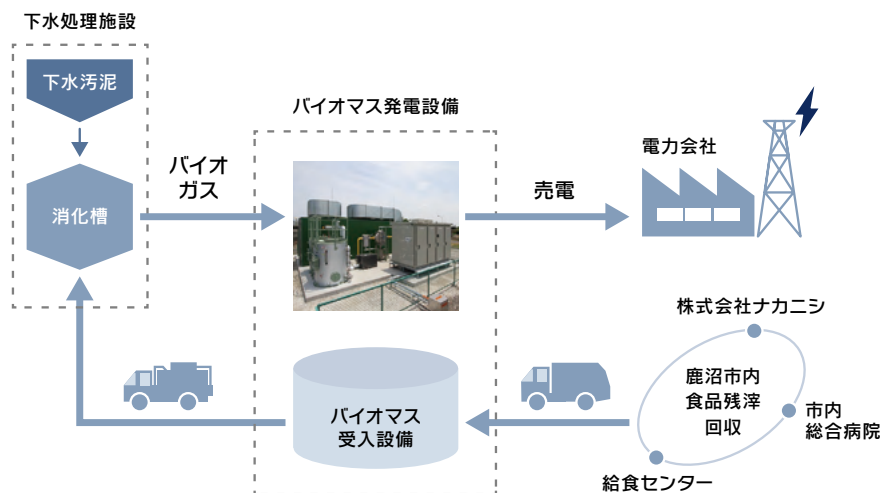 下水処理施設
下水汚泥
消化槽
バイオ
ガス
バイオマス発電設備
売電
電力会社
バイオマス
受入設備
株式会社ナカニシ
鹿沼市内
食品残滓
回収
市内
総合病院
給食センター